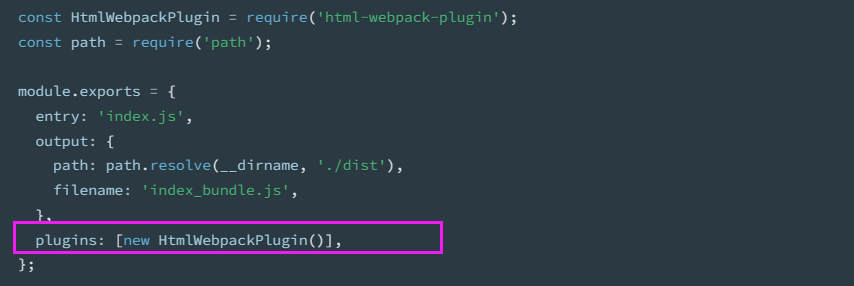 const HtmlWebpackPlugin = require('html-webpack-plugin');
const path = require('path');
module.exports = {
entry: 'index.js',
output: {
path: path.resolve(__dirname, './dist'),
filename: 'index_bundle.js',
},
plugins: [new HtmlWebpackPlugin()],
};